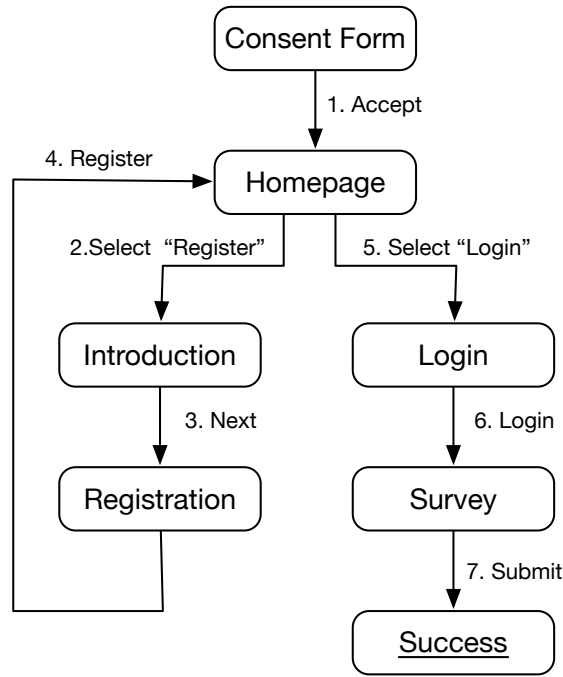 Consent Form
1. Accept
4. Register
Homepage
2.Select “Register”
5. Select “Login”
Introduction
Login
3. Next
6. Login
Registration
Survey
7. Submit
Success